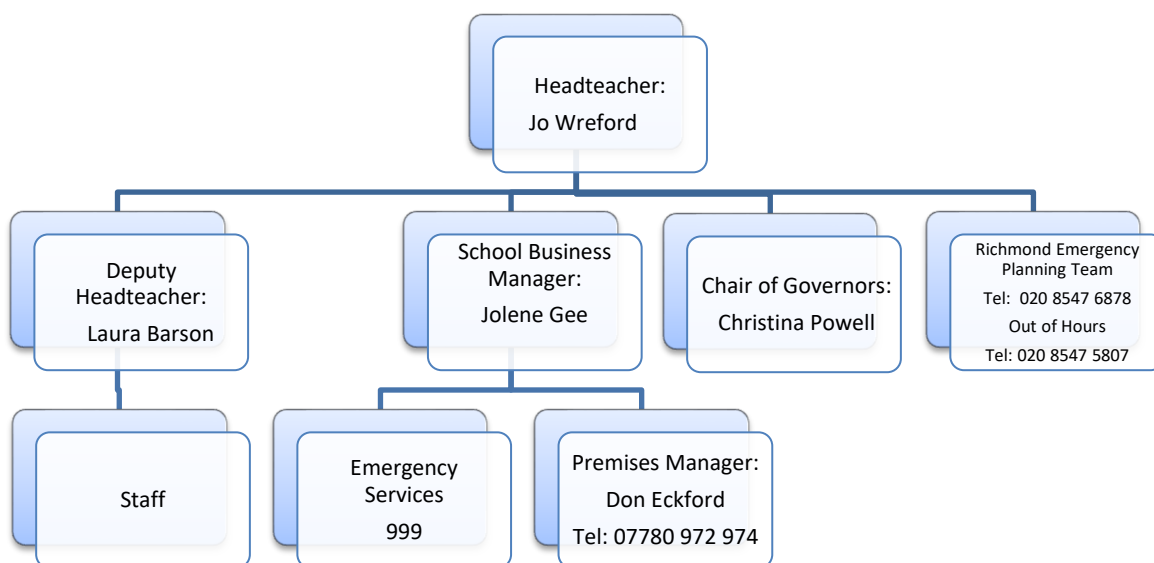 Headteacher:
Jo Wreford
Deputy
Headteacher:
Laura Barson
School Business
Manager:
Jolene Gee
Chair of Governors:
Christina Powell
Richmond Emergency
Planning Team
Tel: 020 8547 6878
Out of Hours
Tel: 020 8547 5807
Staff
Emergency
Services
999
Premises Manager:
Don Eckford
Tel: 07780 972 974